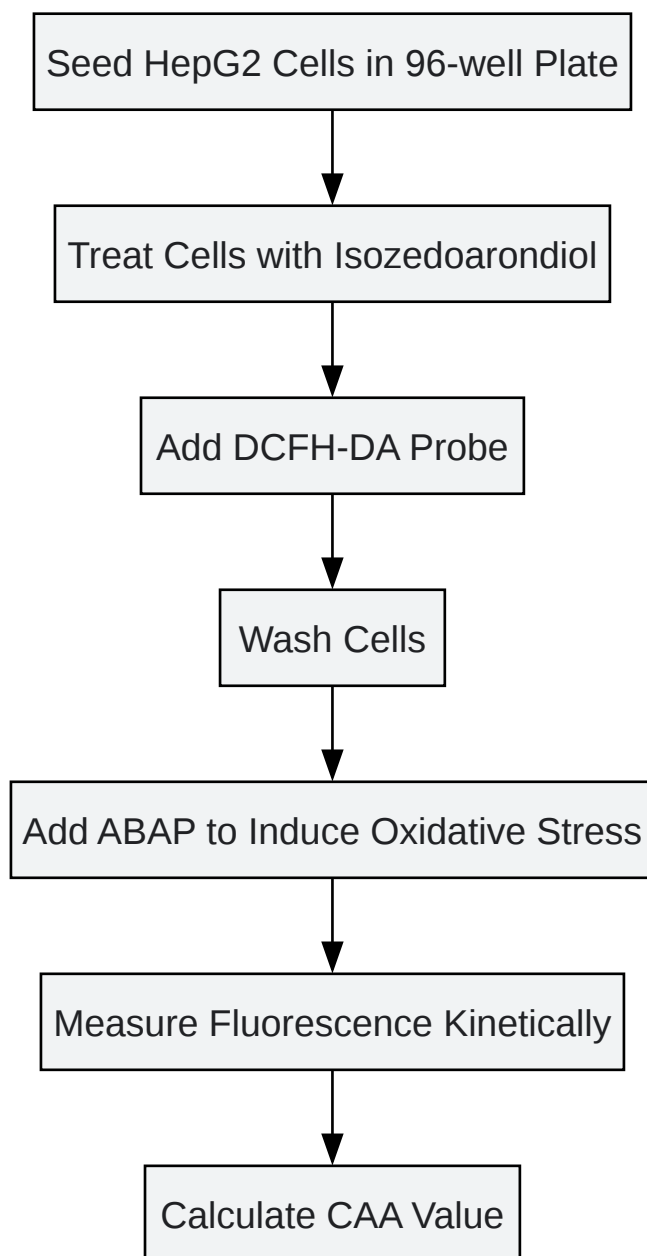 Seed HepG2 Cells in 96-well Plate
Treat Cells with Isozedoarondiol
Add DCFH-DA Probe
Wash Cells
Add ABAP to Induce Oxidative Stress
Measure Fluorescence Kinetically
Calculate CAA Value